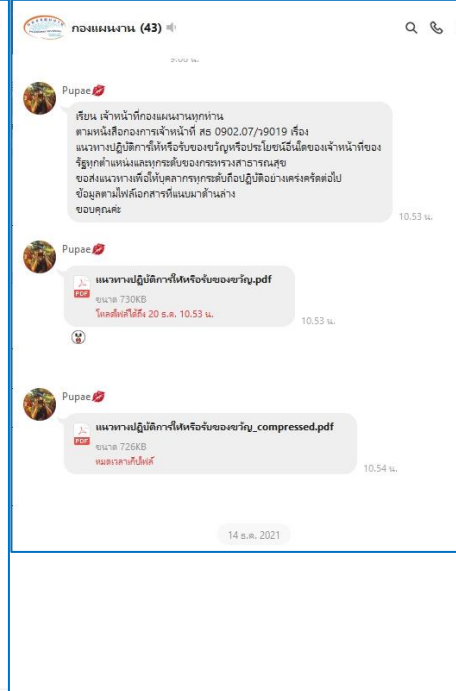 กองแผนงาน (43)
9.00 น.
Pupae
เรียน เจ้าหน้าที่กองแผนงานทุกท่าน
ตามหนังสือกองการเจ้าหน้าที่ สธ 0902.07/ว9019 เรื่อง
แนวทางปฏิบัติการให้หรือรับของขวัญหรือประโยชน์อื่นใดของเจ้าหน้าที่ของ
รัฐทุกตำแหน่งและทุกระดับของกระทรวงสาธารณสุข
ขอส่งแนวทางเพื่อให้บุคลากรทุกระดับถือปฏิบัติอย่างเคร่งครัดต่อไป
ข้อมูลตามไฟล์เอกสารที่แนบมาด้านล่าง
ขอบคุณค่ะ
10.53 น.
Pupae
แนวทางปฏิบัติการให้หรือรับของขวัญ.pdf
PDF
ขนาด 730KB
โหลดไฟล์ได้ถึง 20 ธ.ค. 10.53 น.
10.53 น.
Pupae
แนวทางปฏิบัติการให้หรือรับของขวัญ_compressed.pdf
PDF
ขนาด 726KB
หมดเวลาเก็บไฟล์
10.54 น.
14 ธ.ค. 2021